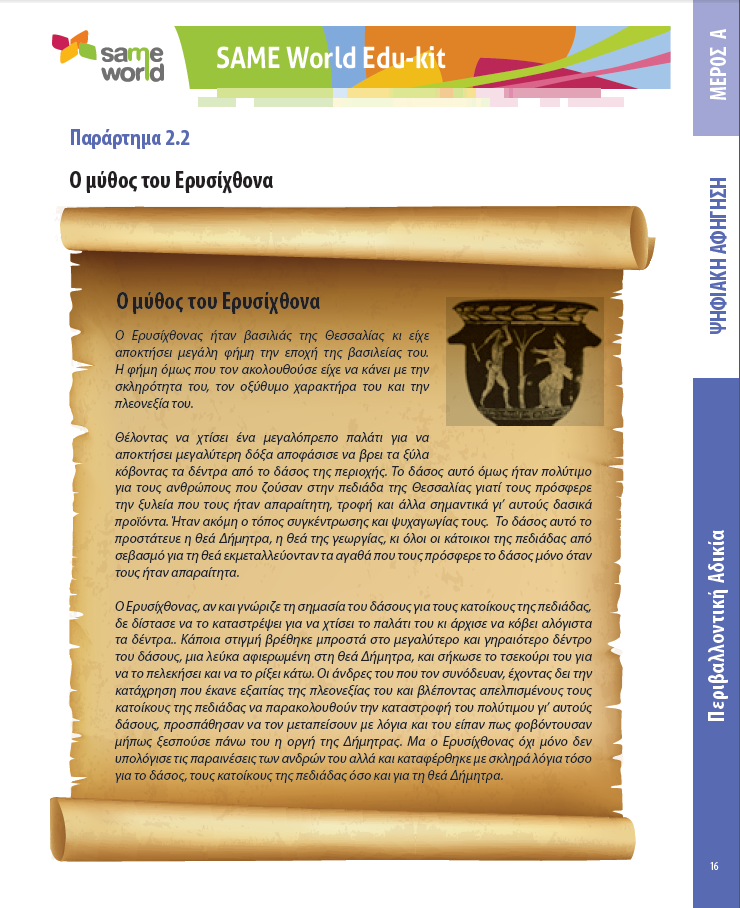 same
world
SAME World Edu-kit
ΜΕΡΟΣ Α
ΨΗΦΙΑΚΗ ΑΦΗΓΗΣΗ
Περιβαλλοντική Αδικία
Παράρτημα 2.2
Ο μύθος του Ερυσίχθονα
Ο μύθος του Ερυσίχθονα
Ο Ερυσίχθονας ήταν βασιλιάς της Θεσσαλίας κι είχε
αποκτήσει μεγάλη φήμη την εποχή της βασιλείας του.
Η φήμη όμως που τον ακολουθούσε είχε να κάνει με την
σκληρότητα του, τον οξύθυμο χαρακτήρα του και την
πλεονεξία του.
Θέλοντας να χτίσει ένα μεγαλόπρεπο παλάτι για να
αποκτήσει μεγαλύτερη δόξα αποφάσισε να βρει τα ξύλα
κόβοντας τα δέντρα από το δάσος της περιοχής. Το δάσος αυτό όμως ήταν πολύτιμο
για τους ανθρώπους που ζούσαν στην πεδιάδα της Θεσσαλίας γιατί τους πρόσφερε
την ξυλεία που τους ήταν απαραίτητη, τροφή και άλλα σημαντικά γι’ αυτούς δασικά
προϊόντα. Ήταν ακόμη ο τόπος συγκέντρωσης και ψυχαγωγίας τους. Το δάσος αυτό το
προστάτευε η θεά Δήμητρα, η θεά της γεωργίας, κι όλοι οι κάτοικοι της πεδιάδας από
σεβασμό για τη θεά εκμεταλλεύονταν τα αγαθά που τους πρόσφερε το δάσος μόνο όταν
τους ήταν απαραίτητα.
Ο Ερυσίχθονας, αν και γνώριζε τη σημασία του δάσους για τους κατοίκους της πεδιάδας,
δε δίστασε να το καταστρέψει για να χτίσει το παλάτι του κι άρχισε να κόβει αλόγιστα
τα δέντρα.. Κάποια στιγμή βρέθηκε μπροστά στο μεγαλύτερο και γηραιότερο δέντρο
του δάσους, μια λεύκα αφιερωμένη στη θεά Δήμητρα, και σήκωσε το τσεκούρι του για
να το πελεκήσει και να το ρίξει κάτω. Οι άνδρες του που τον συνόδευαν, έχοντας δει την
κατάχρηση που έκανε εξαιτίας της πλεονεξίας του και βλέποντας απελπισμένους τους
κατοίκους της πεδιάδας να παρακολουθούν την καταστροφή του πολύτιμου γι’ αυτούς
δάσους, προσπάθησαν να τον μεταπείσουν με λόγια και του είπαν πως φοβόντουσαν
μήπως ξεσπούσε πάνω του η οργή της Δήμητρας. Μα ο Ερυσίχθονας όχι μόνο δεν
υπολόγισε τις παραινέσεις των ανδρών του αλλά και καταφέρθηκε με σκληρά λόγια τόσο
για το δάσος, τους κατοίκους της πεδιάδας όσο και για τη θεά Δήμητρα.
16